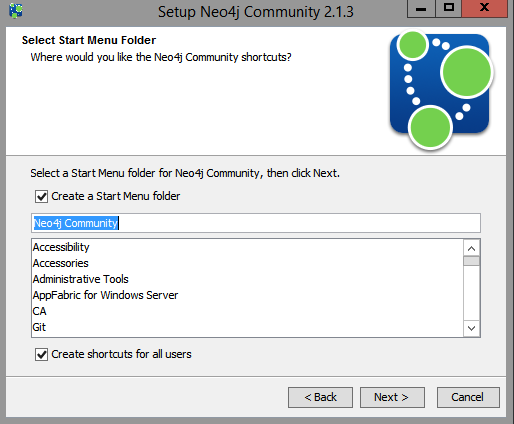 Setup Neo4j Community 2.1.3
Select Start Menu Folder
Where would you like the Neo4j Community shortcuts?
Select a Start Menu folder for Neo4j Community, then click Next.
Create a Start Menu folder
Neo4j Community
Accessibility
Accessories
Administrative Tools
AppFabric for Windows Server
CA
Git
Create shortcuts for all users
< Back Next > Cancel